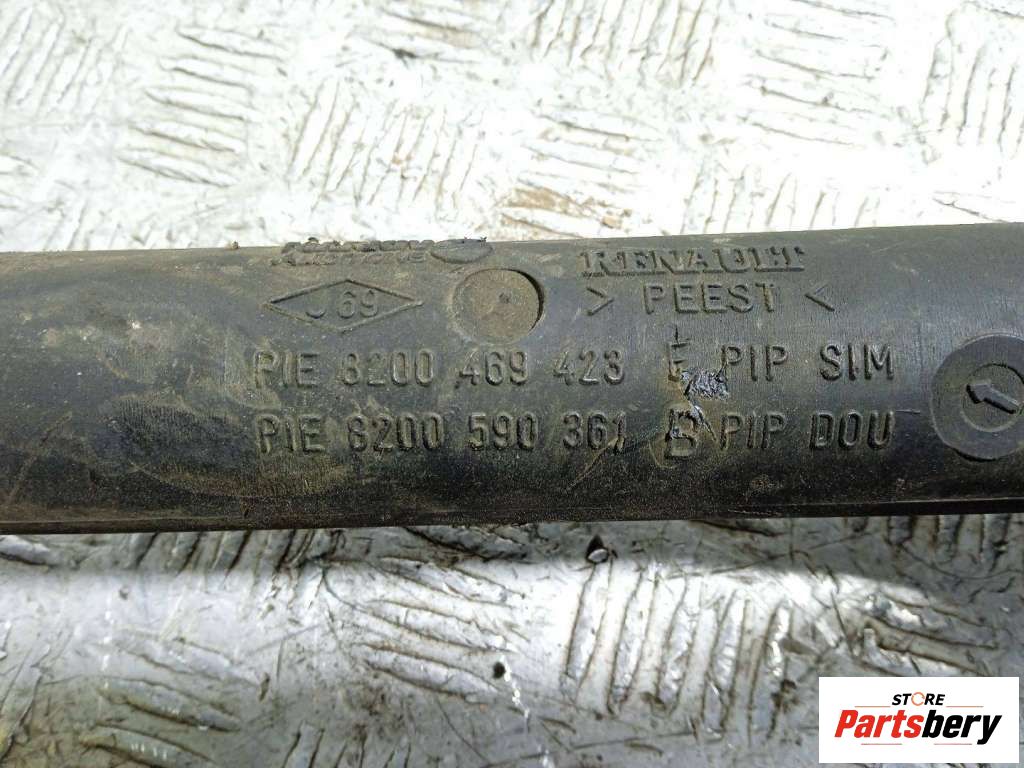 RENAULT
J69
> PEEST <
PIE 8200 469 423 E PIP SIM
PIE 8200 590 361 B PIP DOU
STORE
Partsbery